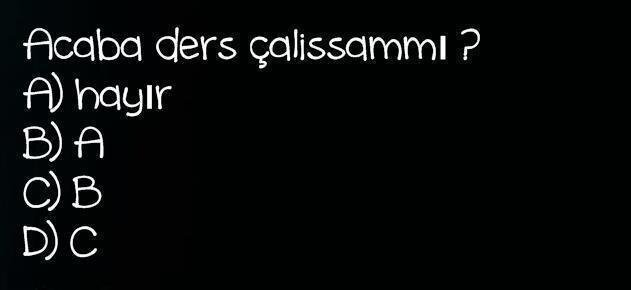 Acaba ders çalissammı ?
A) hayır
B) A
C) B
D) C